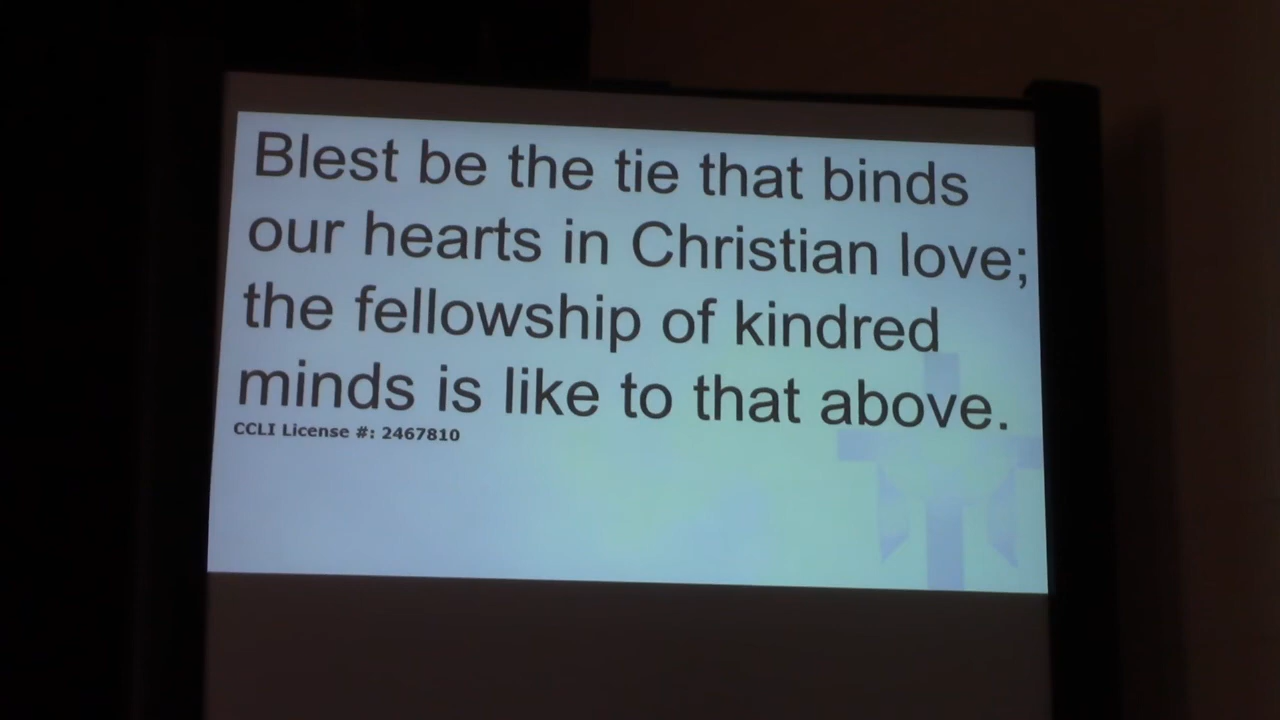 Blest be the tie that binds
our hearts in Christian love;
the fellowship of kindred
minds is like to that above.
CCLI License #: 2467810